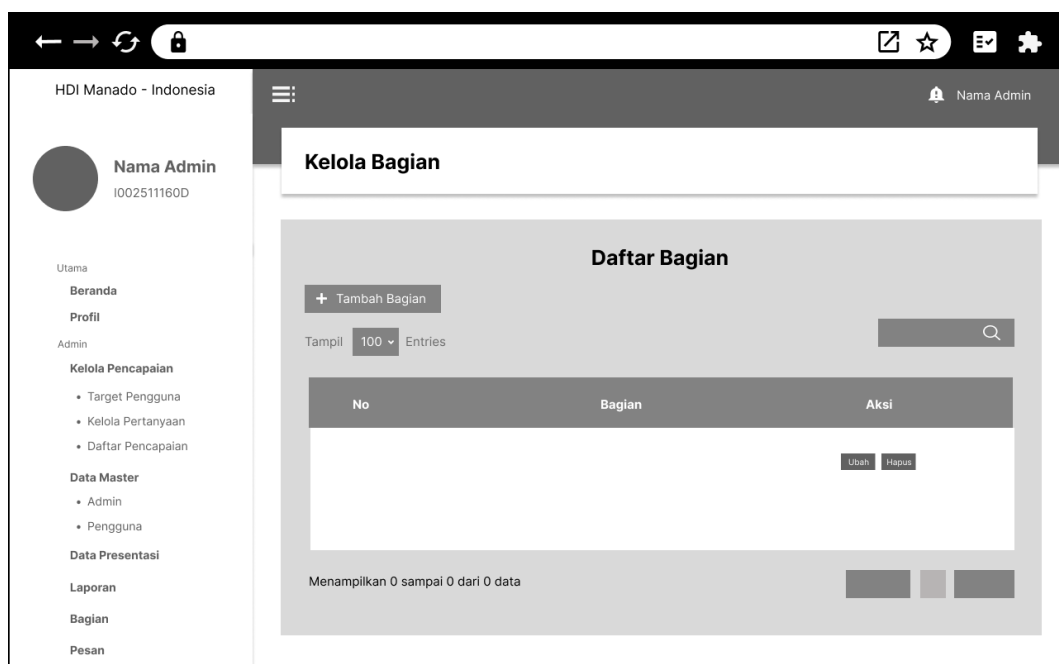 HDI Manado - Indonesia
Nama Admin
Nama Admin
I002511160D
Kelola Bagian
Utama
Beranda
Profil
Admin
Kelola Pencapaian
• Target Pengguna
• Kelola Pertanyaan
• Daftar Pencapaian
Data Master
• Admin
• Pengguna
Data Presentasi
Laporan
Bagian
Pesan
Daftar Bagian
+ Tambah Bagian
Tampil 100 Entries
No Bagian Aksi
Ubah Hapus
Menampilkan 0 sampai 0 dari 0 data